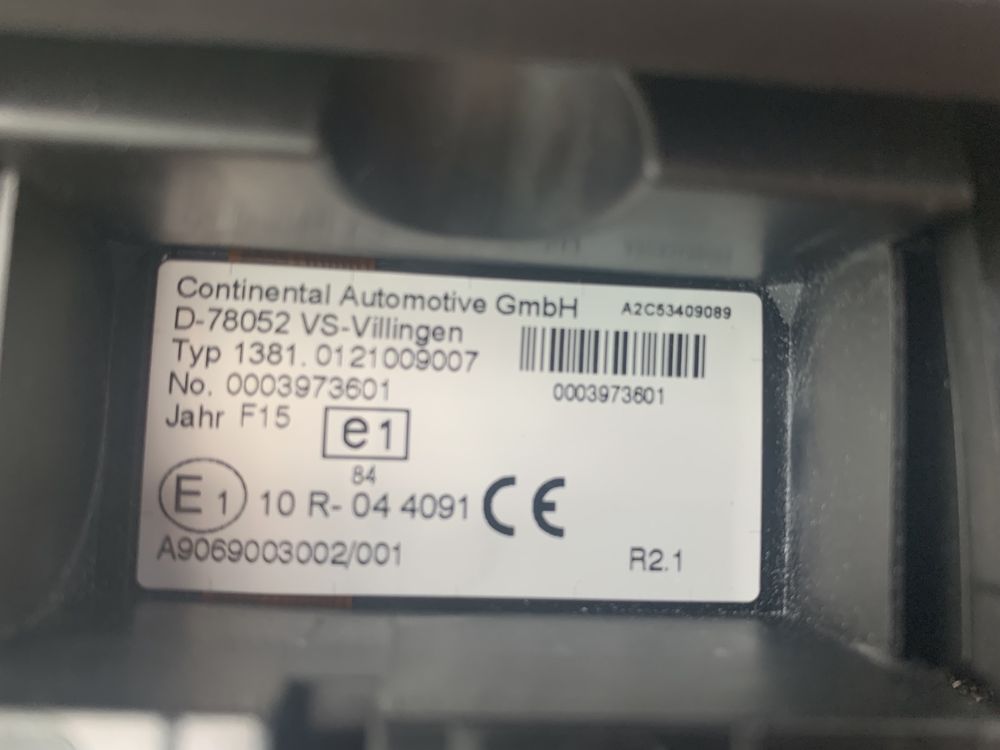 Continental Automotive GmbH A2C53409089
D-78052 VS-Villingen
Typ 1381.0121009007
No. 0003973601
0003973601
Jahr F15
e1
84
E1 10 R- 04 4091 CE
A9069003002/001 R2.1